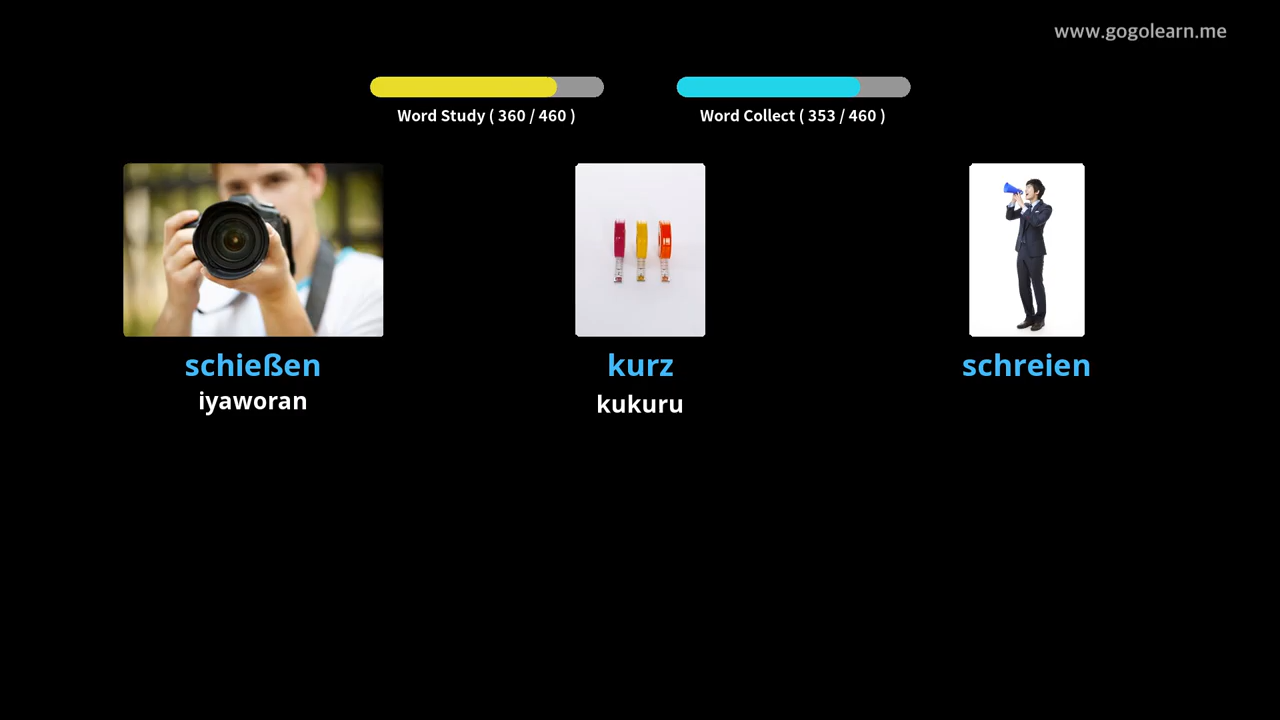 www.gogolearn.me
Word Study ( 360 / 460 )
Word Collect ( 353 / 460 )
schießen
iyaworan
kurz
kukuru
schreien